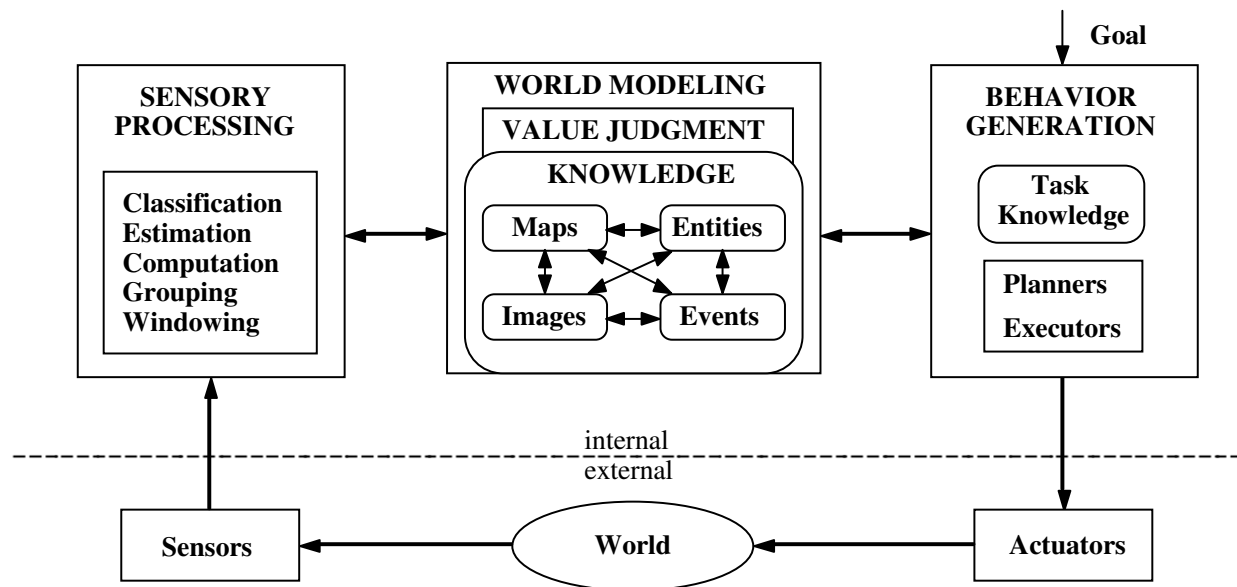 Goal
SENSORY
PROCESSING
Classification
Estimation
Computation
Grouping
Windowing
WORLD MODELING
VALUE JUDGMENT
KNOWLEDGE
Maps
Entities
Images
Events
BEHAVIOR
GENERATION
Task
Knowledge
Planners
Executors
internal
external
Sensors
World
Actuators